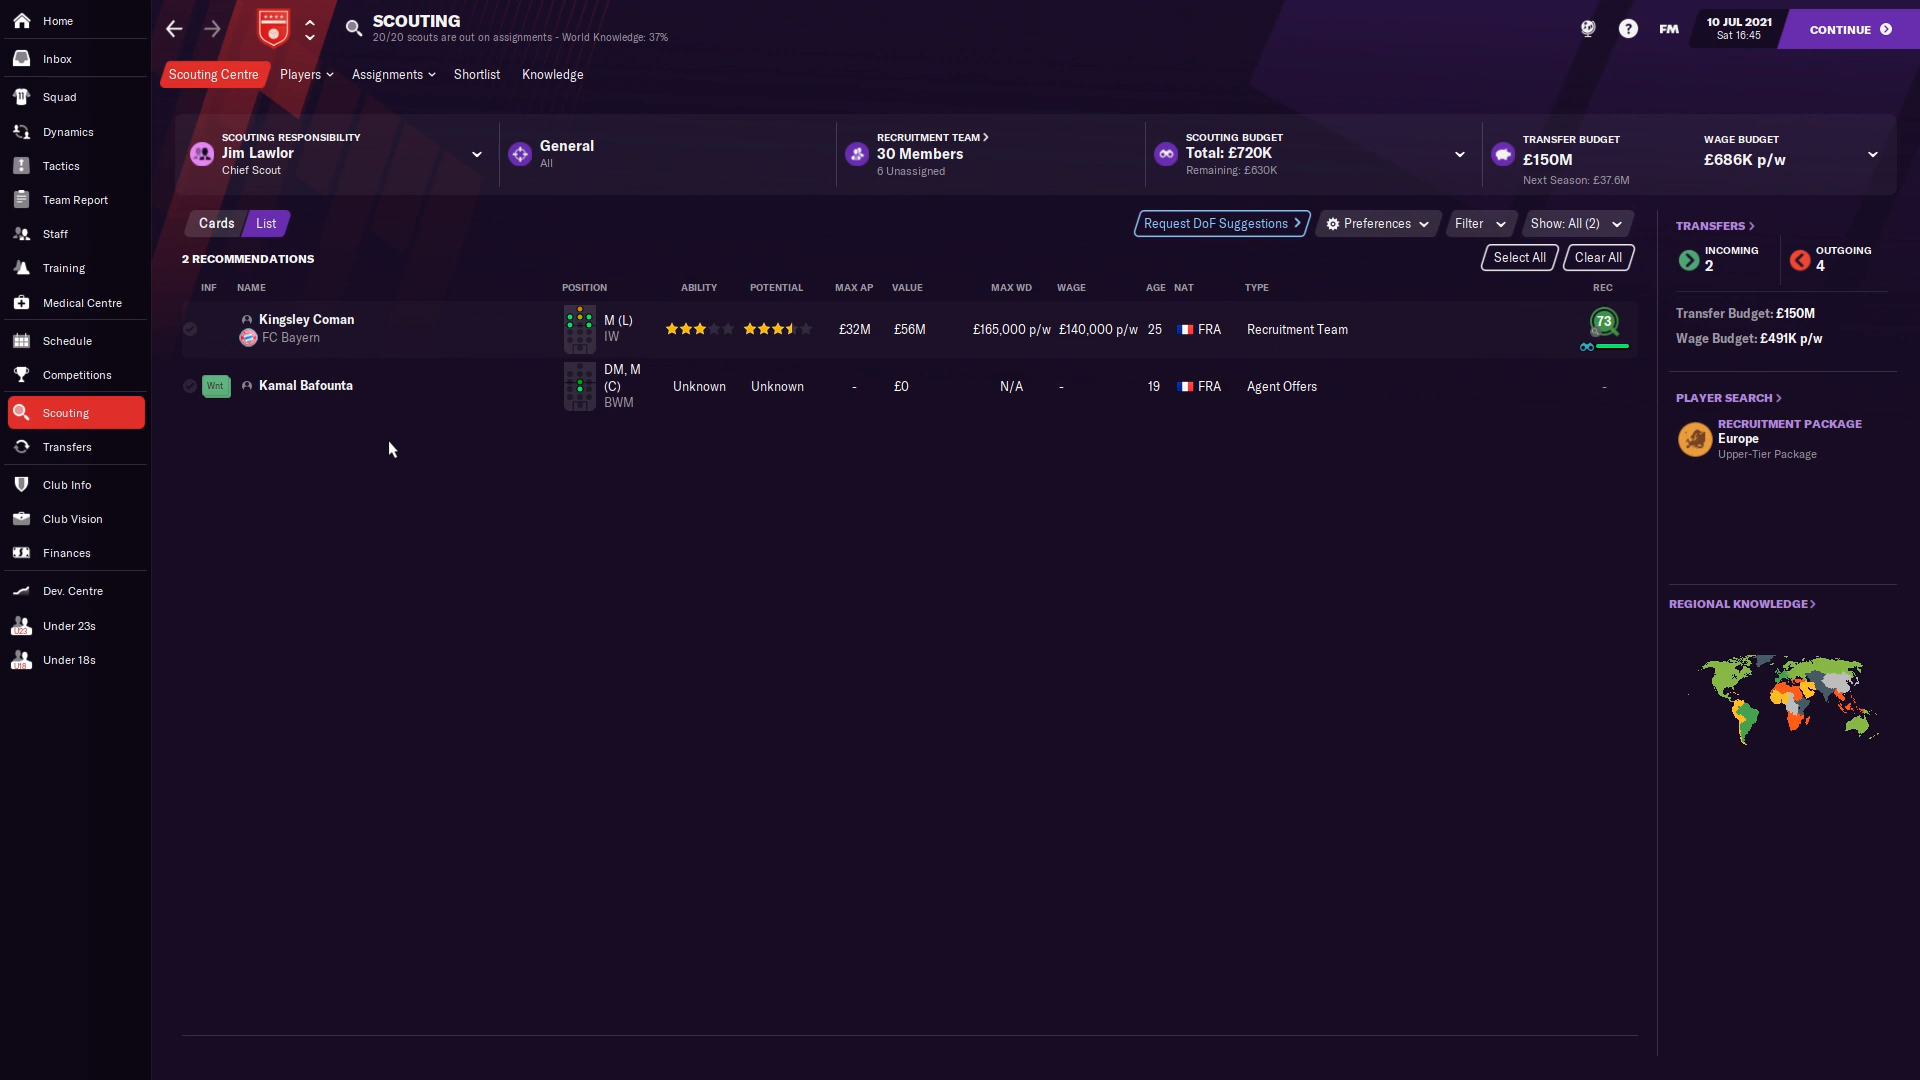 Home
Inbox
Squad
Dynamics
Tactics
Team Report
Staff
Training
Medical Centre
Schedule
Competitions
Scouting
Transfers
Club Info
Club Vision
Finances
Dev. Centre
Under 23s
Under 18s
SCOUTING
20/20 scouts are out on assignments - World Knowledge: 37%
FM
10 JUL 2021
Sat 16:45
CONTINUE
Scouting Centre
Players
Assignments
Shortlist
Knowledge
SCOUTING RESPONSIBILITY
Jim Lawlor
Chief Scout
General
All
RECRUITMENT TEAM >
30 Members
6 Unassigned
SCOUTING BUDGET
Total: £720K
Remaining: £630K
TRANSFER BUDGET
£150M
Next Season: £37.6M
WAGE BUDGET
£686K p/w
Cards
List
Request DoF Suggestions >
Preferences
Filter
Show: All (2)
2 RECOMMENDATIONS
Select All
Clear All
INF NAME POSITION ABILITY POTENTIAL MAX AP VALUE MAX WD WAGE AGE NAT TYPE REC
Kingsley Coman
FC Bayern
M (L)
IW
£32M £56M £165,000 p/w £140,000 p/w 25 FRA Recruitment Team 73
Wnt Kamal Bafounta
DM, M
(C)
BWM
Unknown Unknown - £0 N/A - 19 FRA Agent Offers -
TRANSFERS >
INCOMING
2
OUTGOING
4
Transfer Budget: £150M
Wage Budget: £491K p/w
PLAYER SEARCH >
RECRUITMENT PACKAGE
Europe
Upper-Tier Package
REGIONAL KNOWLEDGE >